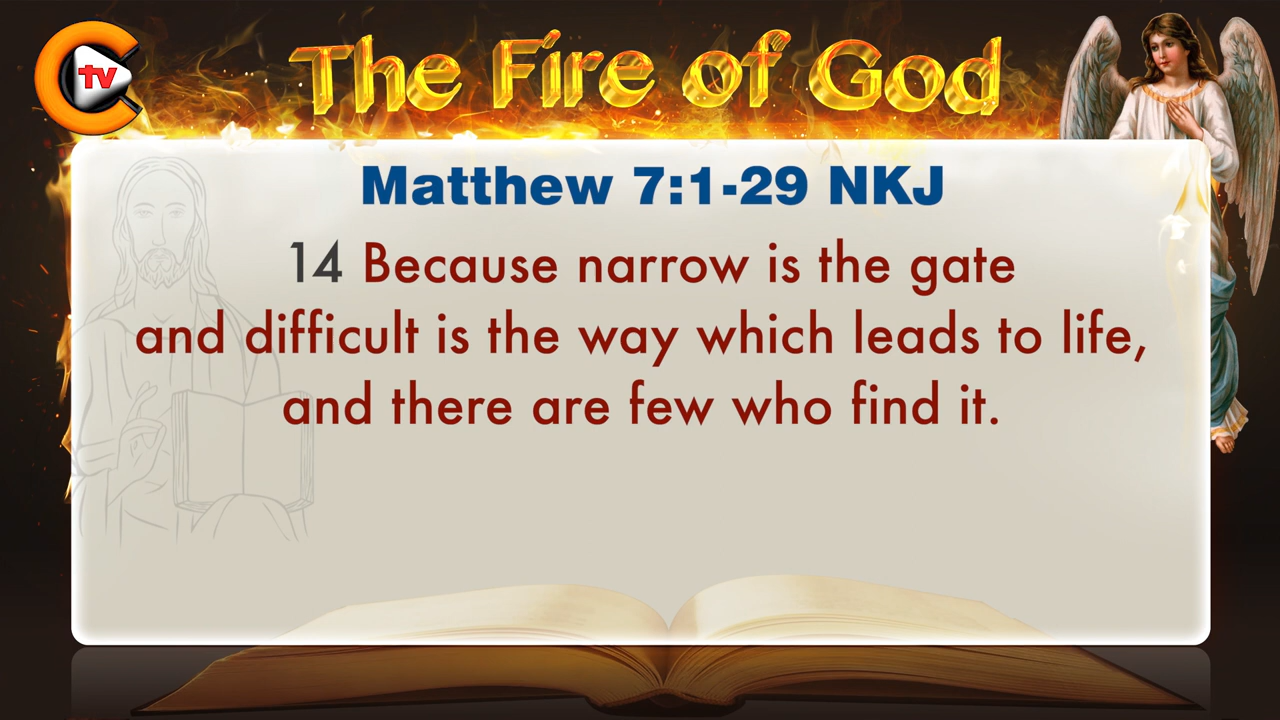 C
tv
The Fire of God
Matthew 7:1-29 NKJ
14 Because narrow is the gate
and difficult is the way which leads to life,
and there are few who find it.